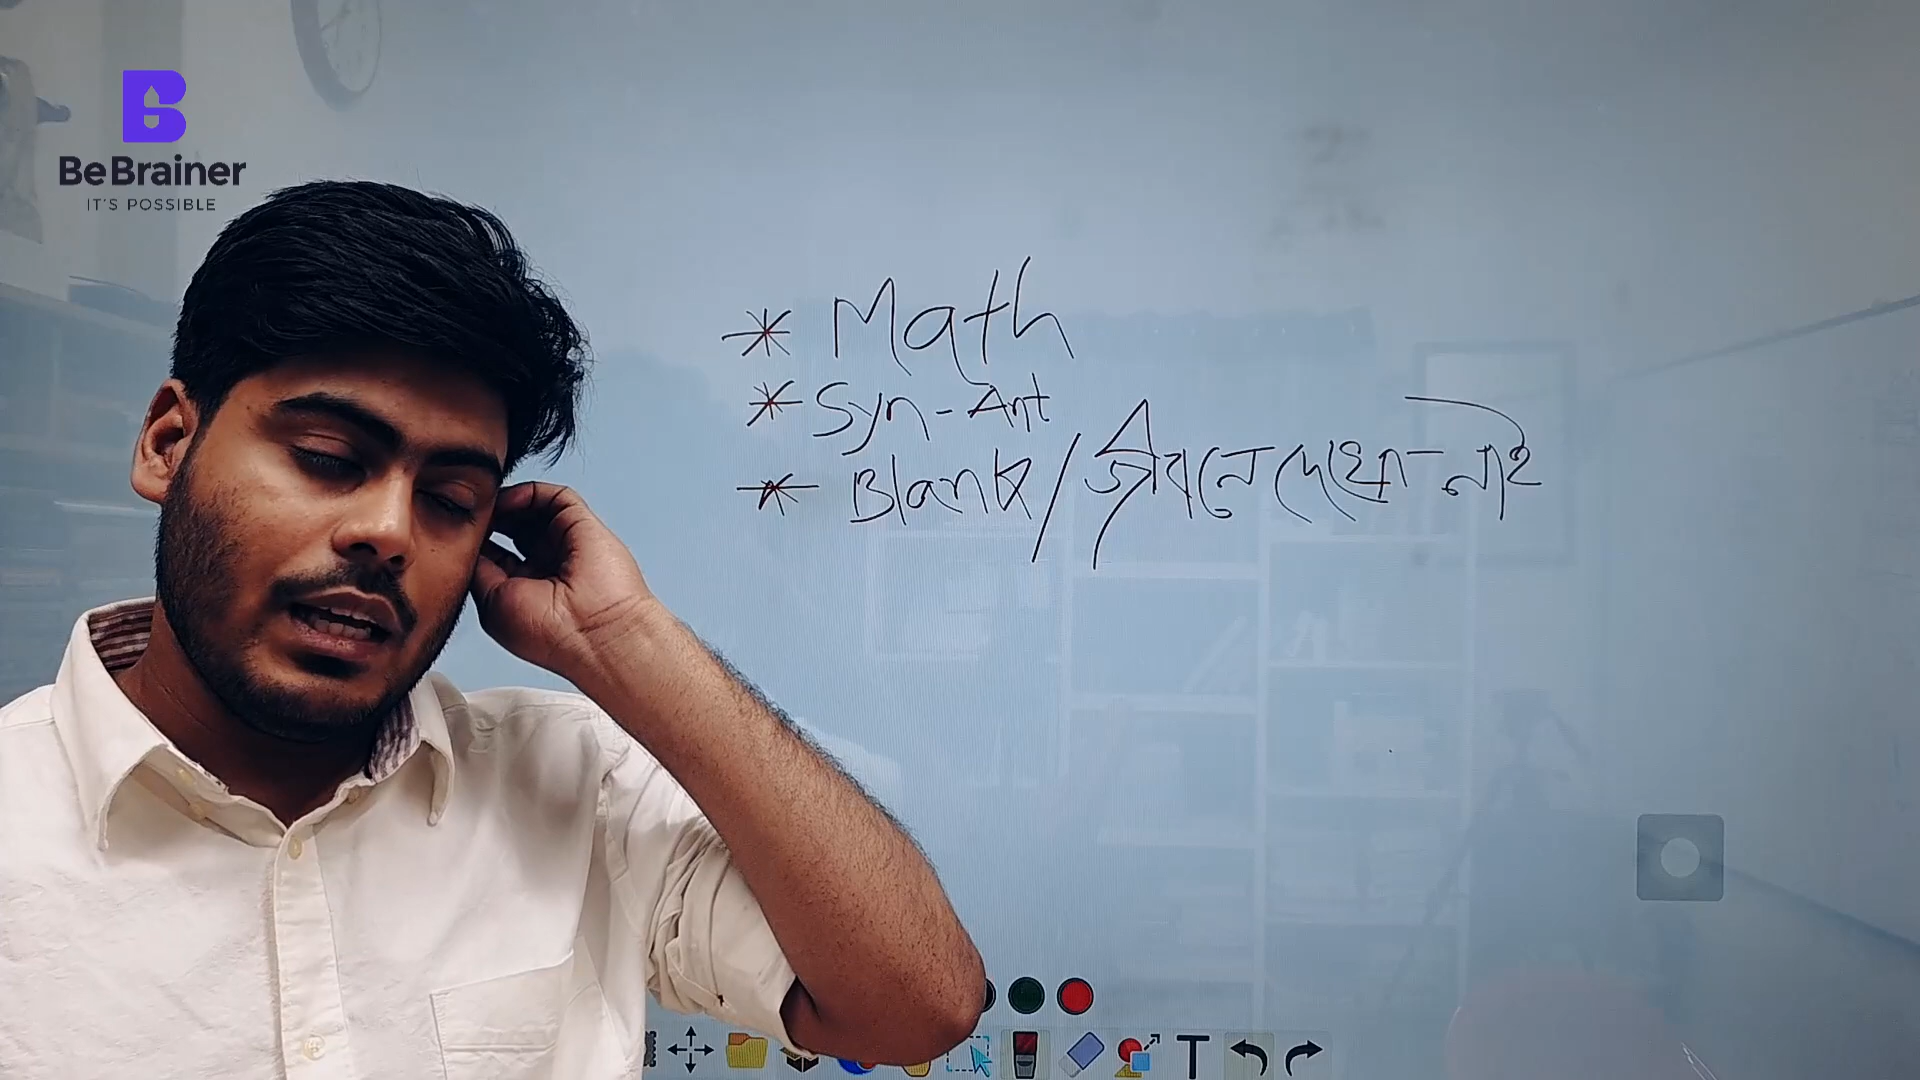 BeBrainer
IT'S POSSIBLE
* Math
* Syn-Ant
* Blank / জীবনে দেখো নাই
T